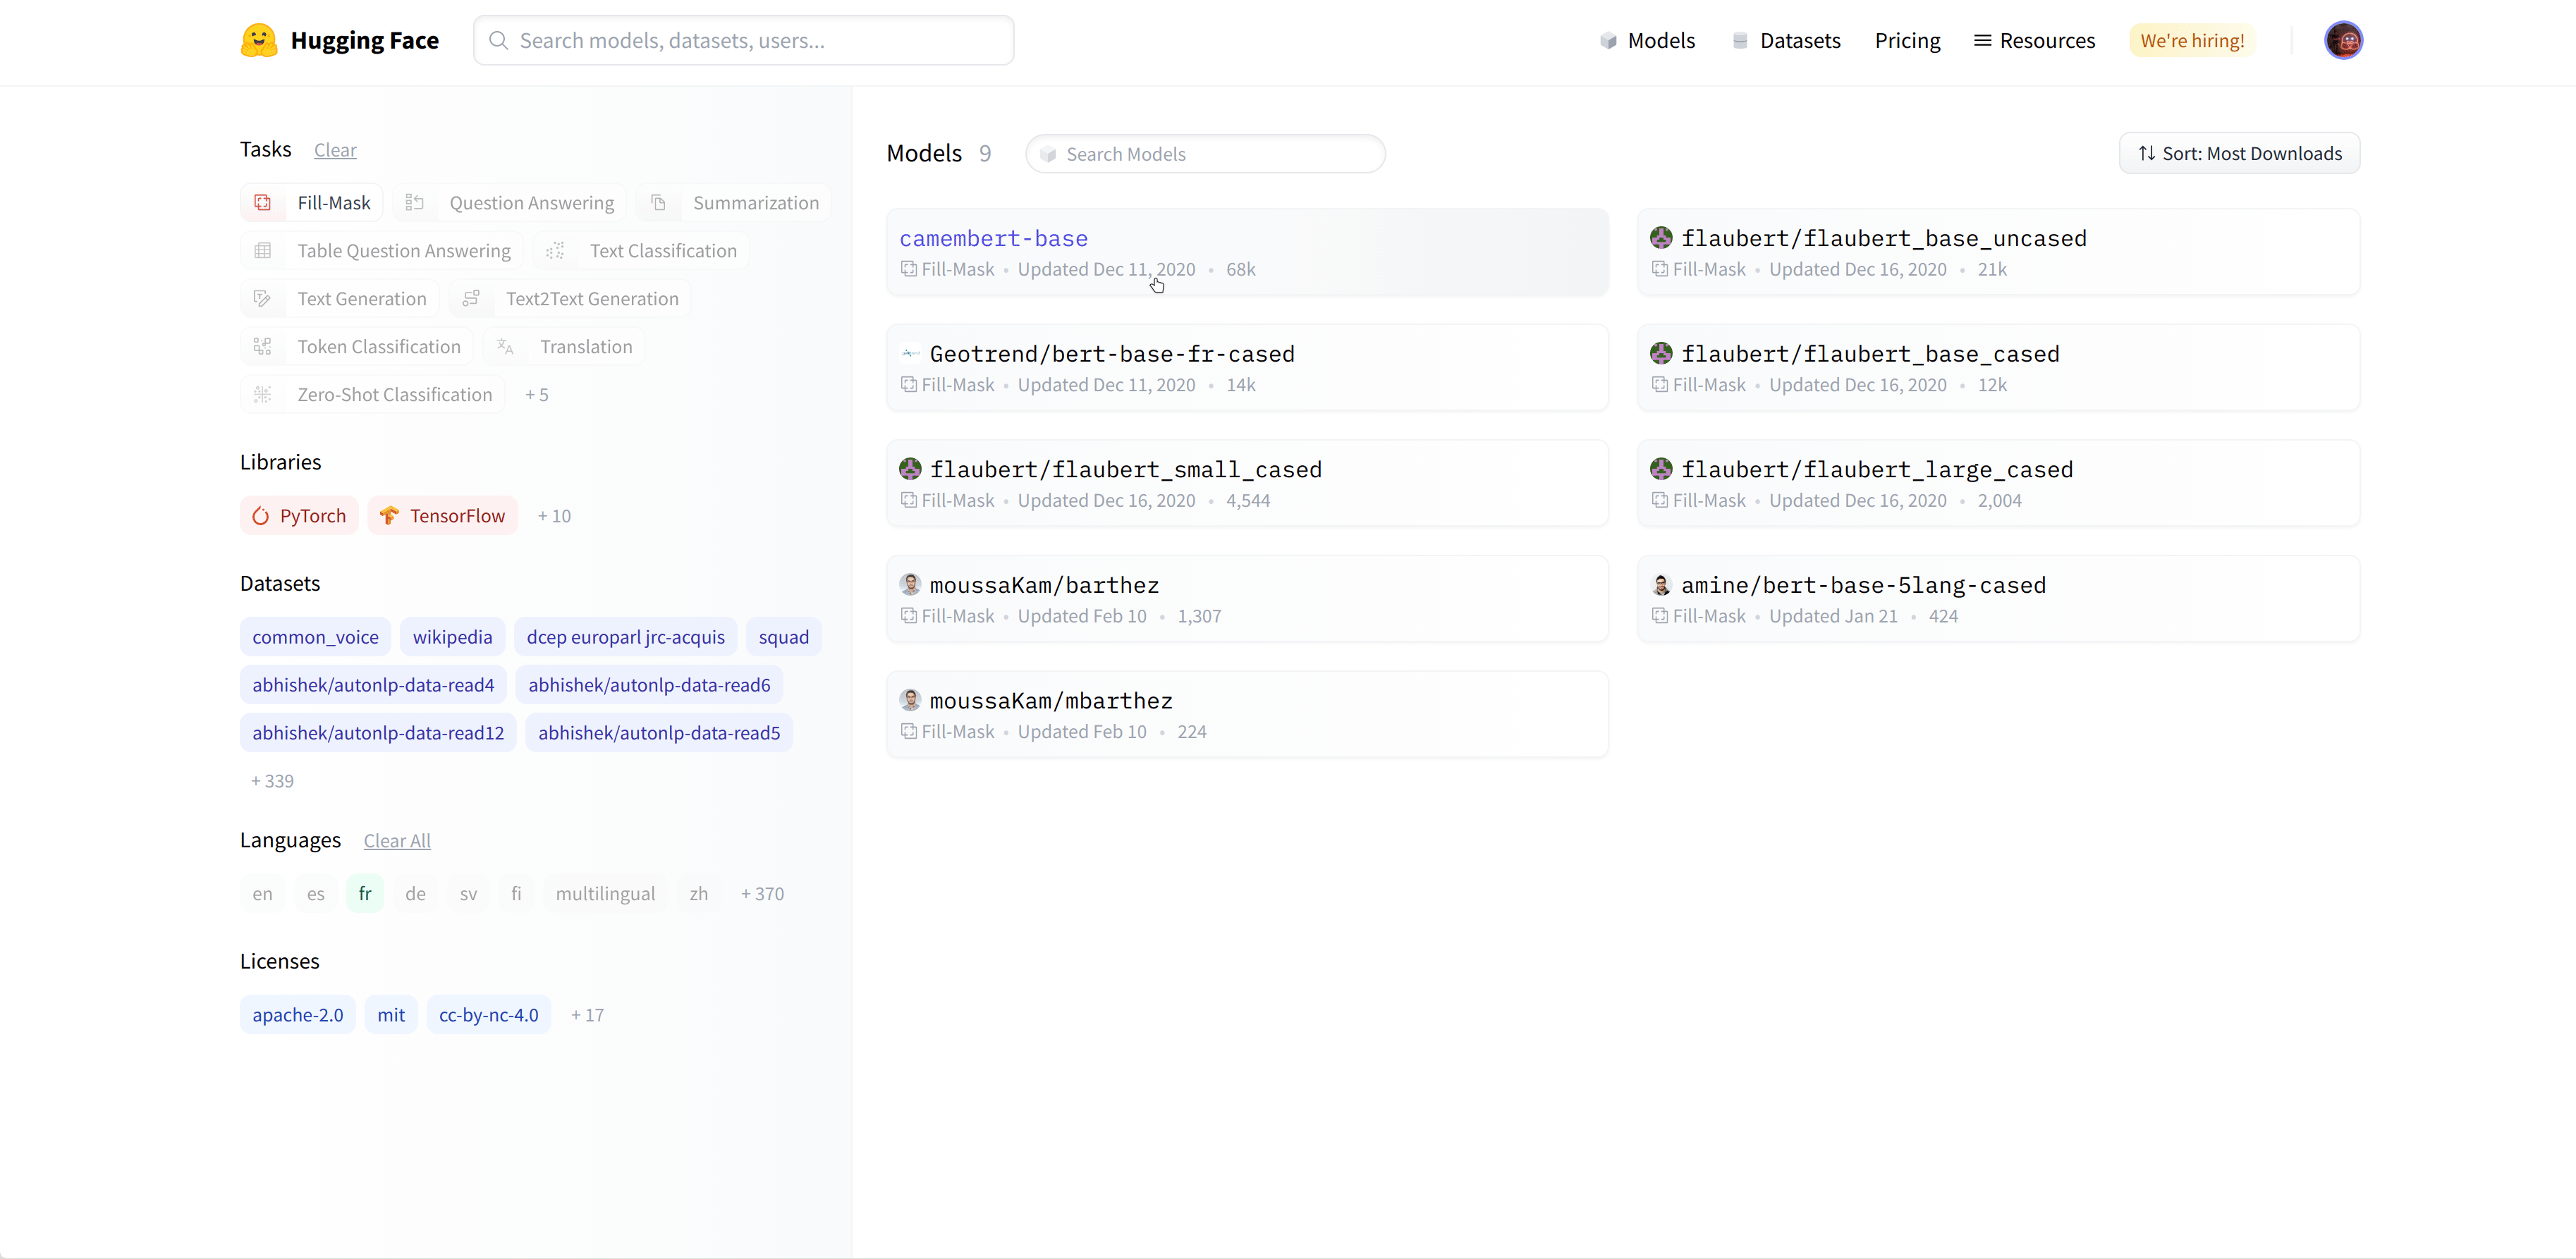 Hugging Face
Search models, datasets, users...
Models
Datasets
Pricing
Resources
We're hiring!
Tasks Clear
Fill-Mask Question Answering Summarization
Table Question Answering Text Classification
Text Generation Text2Text Generation
Token Classification Translation
Zero-Shot Classification + 5
Libraries
PyTorch TensorFlow + 10
Datasets
common_voice wikipedia dcep europarl jrc-acquis squad
abhishek/autonlp-data-read4 abhishek/autonlp-data-read6
abhishek/autonlp-data-read12 abhishek/autonlp-data-read5
+ 339
Languages Clear All
en es fr de sv fi multilingual zh + 370
Licenses
apache-2.0 mit cc-by-nc-4.0 + 17
Models 9
Search Models
Sort: Most Downloads
camembert-base
Fill-Mask • Updated Dec 11, 2020 • 68k
flaubert/flaubert_base_uncased
Fill-Mask • Updated Dec 16, 2020 • 21k
Geotrend/bert-base-fr-cased
Fill-Mask • Updated Dec 11, 2020 • 14k
flaubert/flaubert_base_cased
Fill-Mask • Updated Dec 16, 2020 • 12k
flaubert/flaubert_small_cased
Fill-Mask • Updated Dec 16, 2020 • 4,544
flaubert/flaubert_large_cased
Fill-Mask • Updated Dec 16, 2020 • 2,004
moussaKam/barthez
Fill-Mask • Updated Feb 10 • 1,307
amine/bert-base-5lang-cased
Fill-Mask • Updated Jan 21 • 424
moussaKam/mbarthez
Fill-Mask • Updated Feb 10 • 224